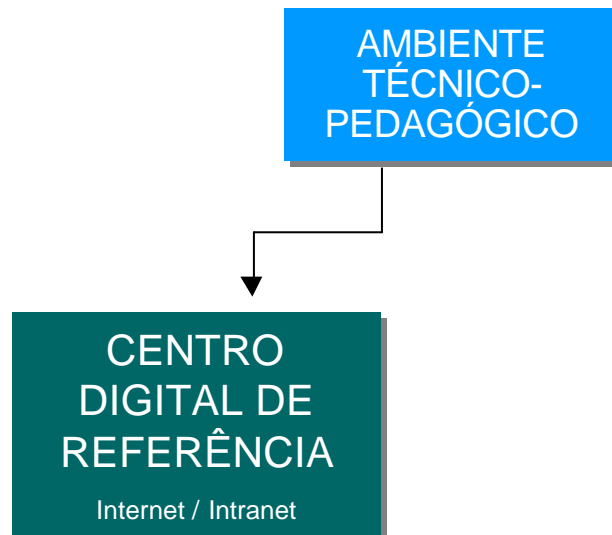 AMBIENTE
TÉCNICO-
PEDAGÓGICO
CENTRO
DIGITAL DE
REFERÊNCIA
Internet / Intranet